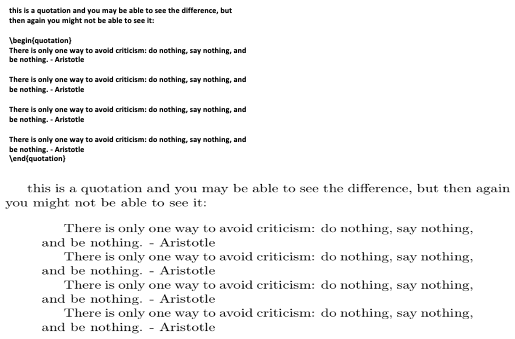 this is a quotation and you may be able to see the difference, but
then again you might not be able to see it:
\begin{quotation}
There is only one way to avoid criticism: do nothing, say nothing, and
be nothing. - Aristotle
There is only one way to avoid criticism: do nothing, say nothing, and
be nothing. - Aristotle
There is only one way to avoid criticism: do nothing, say nothing, and
be nothing. - Aristotle
There is only one way to avoid criticism: do nothing, say nothing, and
be nothing. - Aristotle
\end{quotation}
this is a quotation and you may be able to see the difference, but then again
you might not be able to see it:
There is only one way to avoid criticism: do nothing, say nothing,
and be nothing. - Aristotle
There is only one way to avoid criticism: do nothing, say nothing,
and be nothing. - Aristotle
There is only one way to avoid criticism: do nothing, say nothing,
and be nothing. - Aristotle
There is only one way to avoid criticism: do nothing, say nothing,
and be nothing. - Aristotle